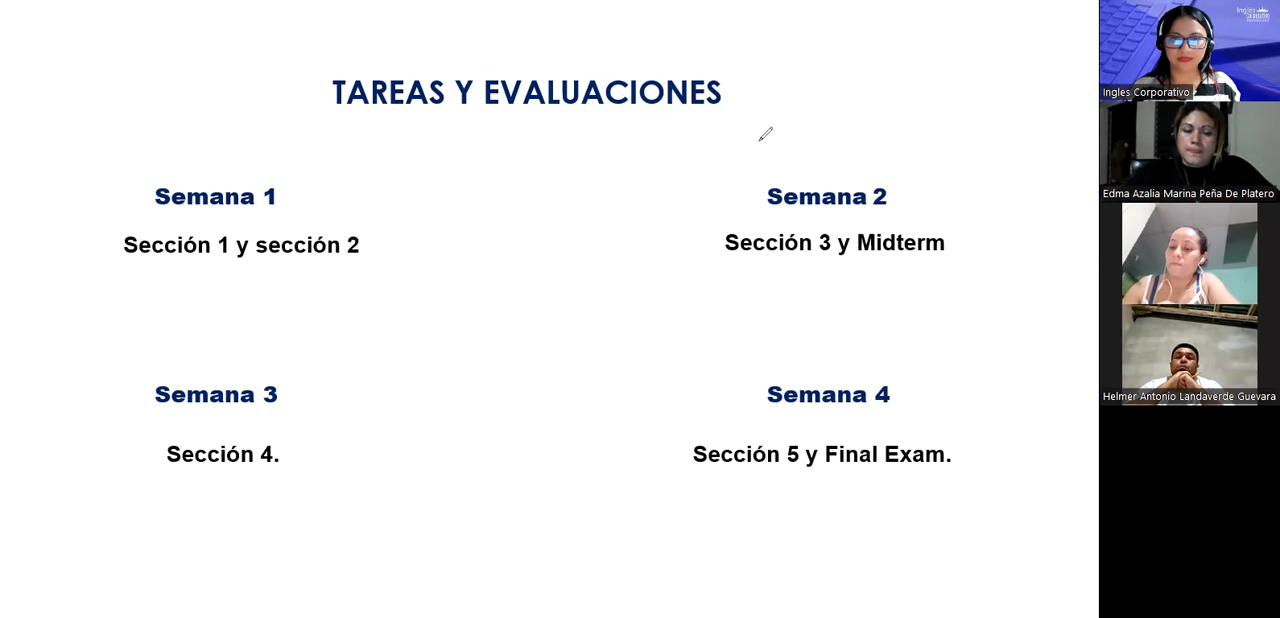 TAREAS Y EVALUACIONES
Semana 1
Sección 1 y sección 2
Semana 2
Sección 3 y Midterm
Semana 3
Sección 4.
Semana 4
Sección 5 y Final Exam.
Ingles
Ingles Corporativo
Edma Azalia Marina Peña De Platero
Helmer Antonio Landaverde Guevara